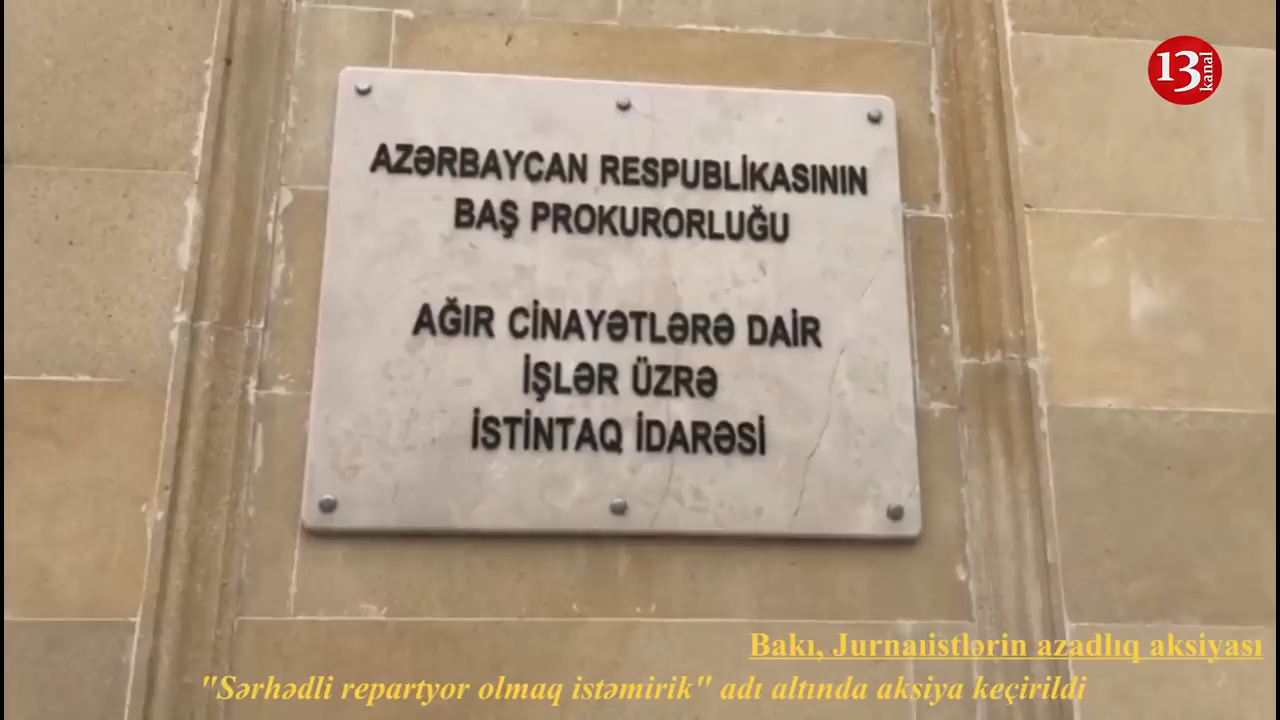 13 kanal
AZƏRBAYCAN RESPUBLİKASININ
BAŞ PROKURORLUĞU
AĞIR CİNAYƏTLƏRƏ DAİR
İŞLƏR ÜZRƏ
İSTİNTAQ İDARƏSİ
Bakı, Jurnaıistlərin azadlıq aksiyası
"Sərhədli repartyor olmaq istəmirik" adı altında aksiya keçirildi